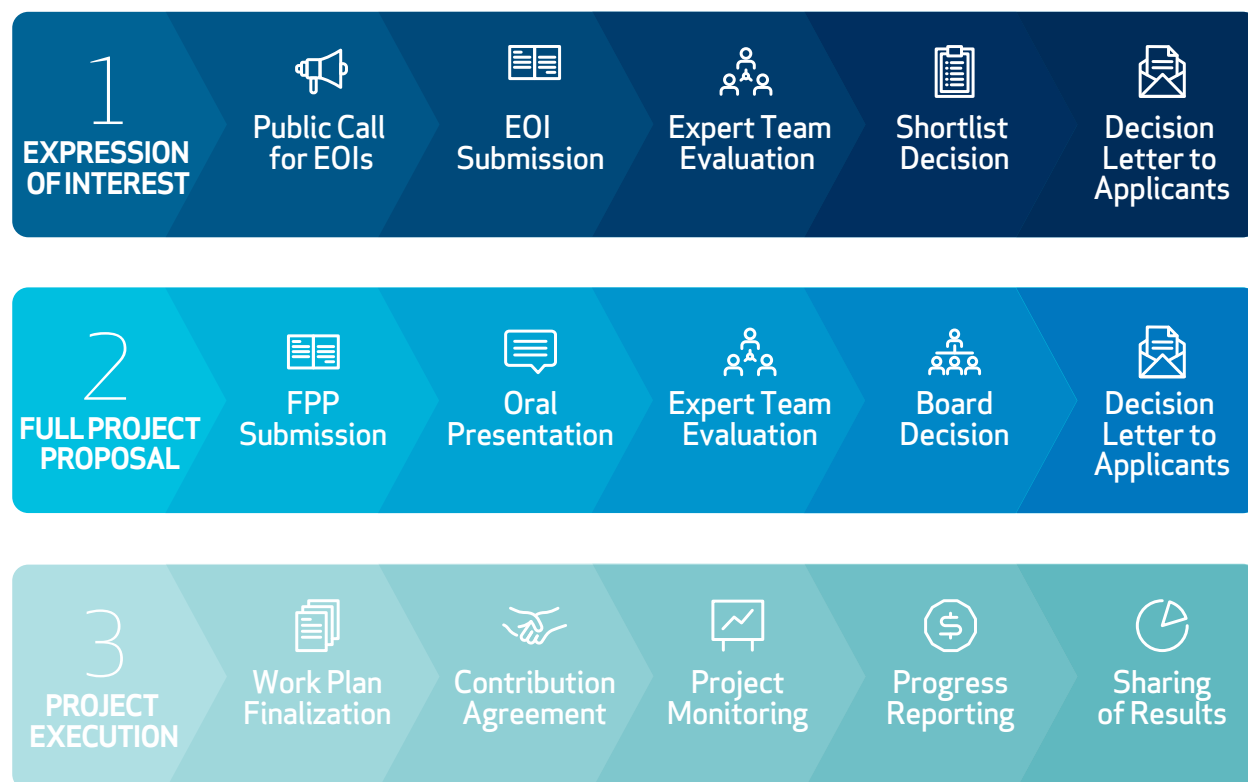 1
EXPRESSION
OF INTEREST
Public Call
for EOIs
EOI
Submission
Expert Team
Evaluation
Shortlist
Decision
Decision
Letter to
Applicants
2
FULL PROJECT
PROPOSAL
FPP
Submission
Oral
Presentation
Expert Team
Evaluation
Board
Decision
Decision
Letter to
Applicants
3
PROJECT
EXECUTION
Work Plan
Finalization
Contribution
Agreement
Project
Monitoring
$
Progress
Reporting
Sharing
of Results